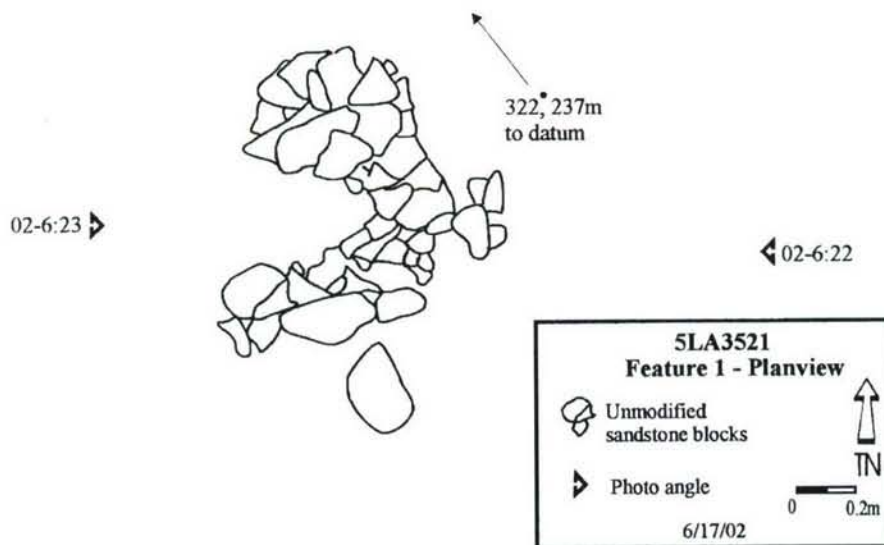 322°, 237m
to datum
02-6:23
02-6:22
5LA3521
Feature 1 - Planview
Unmodified
sandstone blocks
TN
Photo angle
0 0.2m
6/17/02